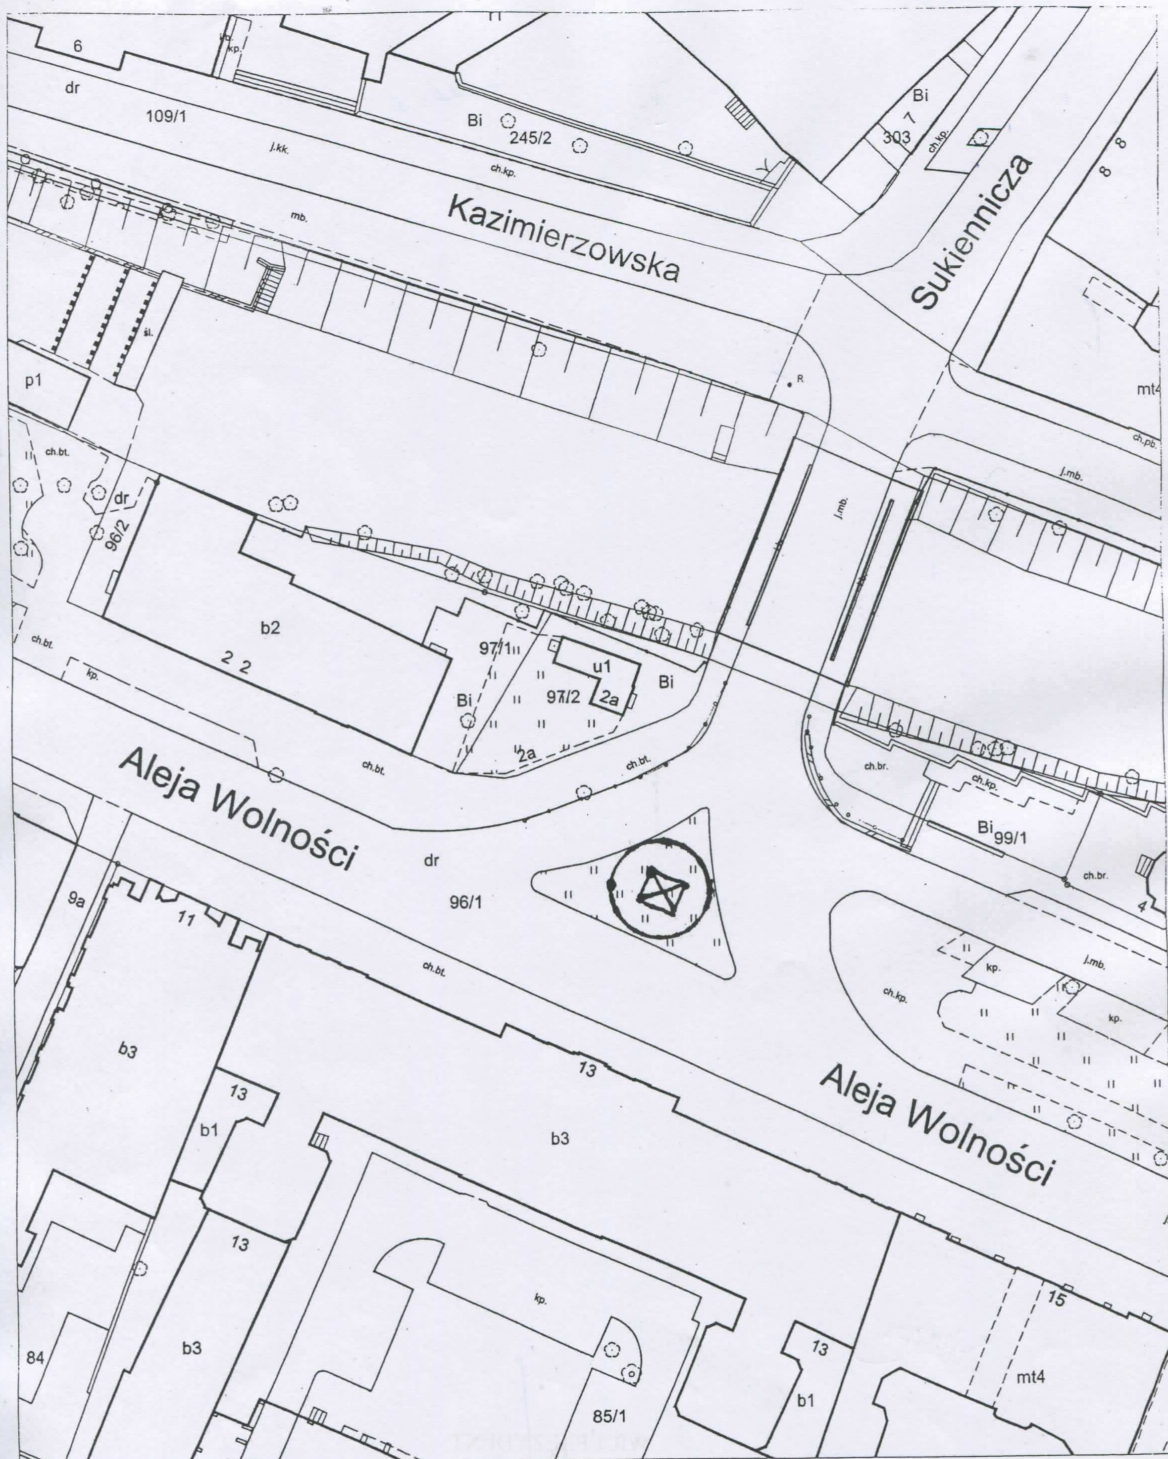 11
6
kp.
dr
109/1
Bi
245/2
j.kk.
ch.kp.
Bi
7
303
ch.kp.
8
8
Kazimierzowska
Sukiennicza
mb.
śl.
R
p1
mt4
ch.pb.
ch.bt.
dr
96/2
j.mb.
j.mb.
b2
2 2
97/1
u1
97/2
2a
Bi
Bi
ch.bt.
kp.
2a
ch.bt.
ch.bt.
ch.br.
ch.kp.
Bi
99/1
ch.br.
4
Aleja Wolności
dr
96/1
9a
11
ch.bt.
kp.
j.mb.
ch.kp.
kp.
b3
13
13
b1
b3
Aleja Wolności
13
kp.
15
b3
84
13
mt4
b1
85/1